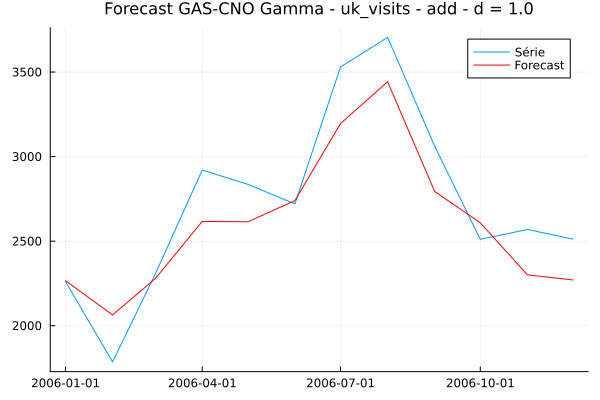 Forecast GAS-CNO Gamma - uk_visits - add - d = 1.0
Série
Forecast
3500
3000
2500
2000
2006-01-01 2006-04-01 2006-07-01 2006-10-01